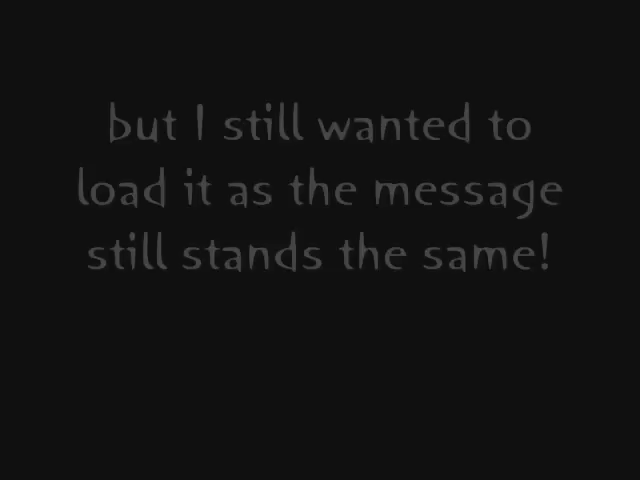 but I still wanted to
load it as the message
still stands the same!